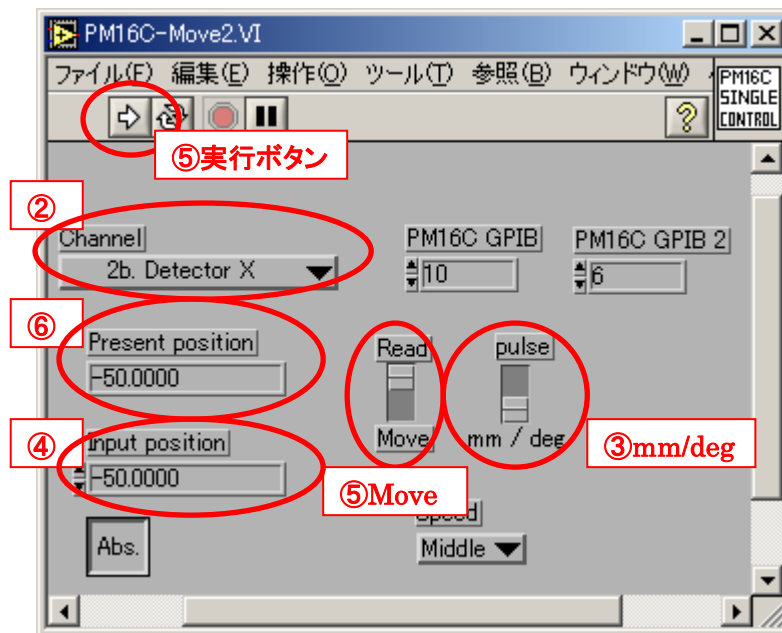 PM16C-Move2.VI
ファイル(F) 編集(E) 操作(O) ツール(T) 参照(B) ウィンドウ(W)
PM16C
SINGLE
CONTROL
⑤実行ボタン
②
Channel
2b. Detector X
PM16C GPIB
10
PM16C GPIB 2
6
⑥
Present position
-50.0000
Read
Move
pulse
mm / deg
③mm/deg
④
Input position
-50.0000
⑤Move
Speed
Abs.
Middle